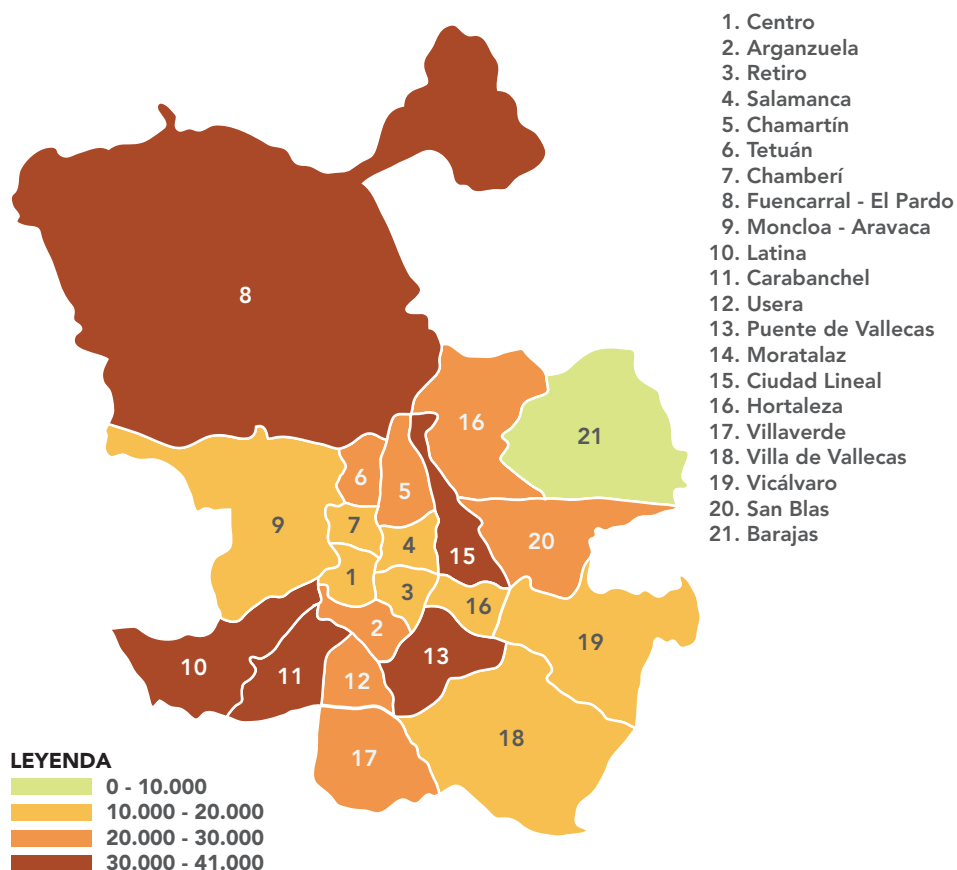 1. Centro
2. Arganzuela
3. Retiro
4. Salamanca
5. Chamartín
6. Tetuán
7. Chamberí
8. Fuencarral - El Pardo
9. Moncloa - Aravaca
10. Latina
11. Carabanchel
12. Usera
13. Puente de Vallecas
14. Moratalaz
15. Ciudad Lineal
16. Hortaleza
17. Villaverde
18. Villa de Vallecas
19. Vicálvaro
20. San Blas
21. Barajas
8
16
21
6
5
9
7
4
20
15
1
3
16
2
19
13
10
11
12
18
17
LEYENDA
0 - 10.000
10.000 - 20.000
20.000 - 30.000
30.000 - 41.000